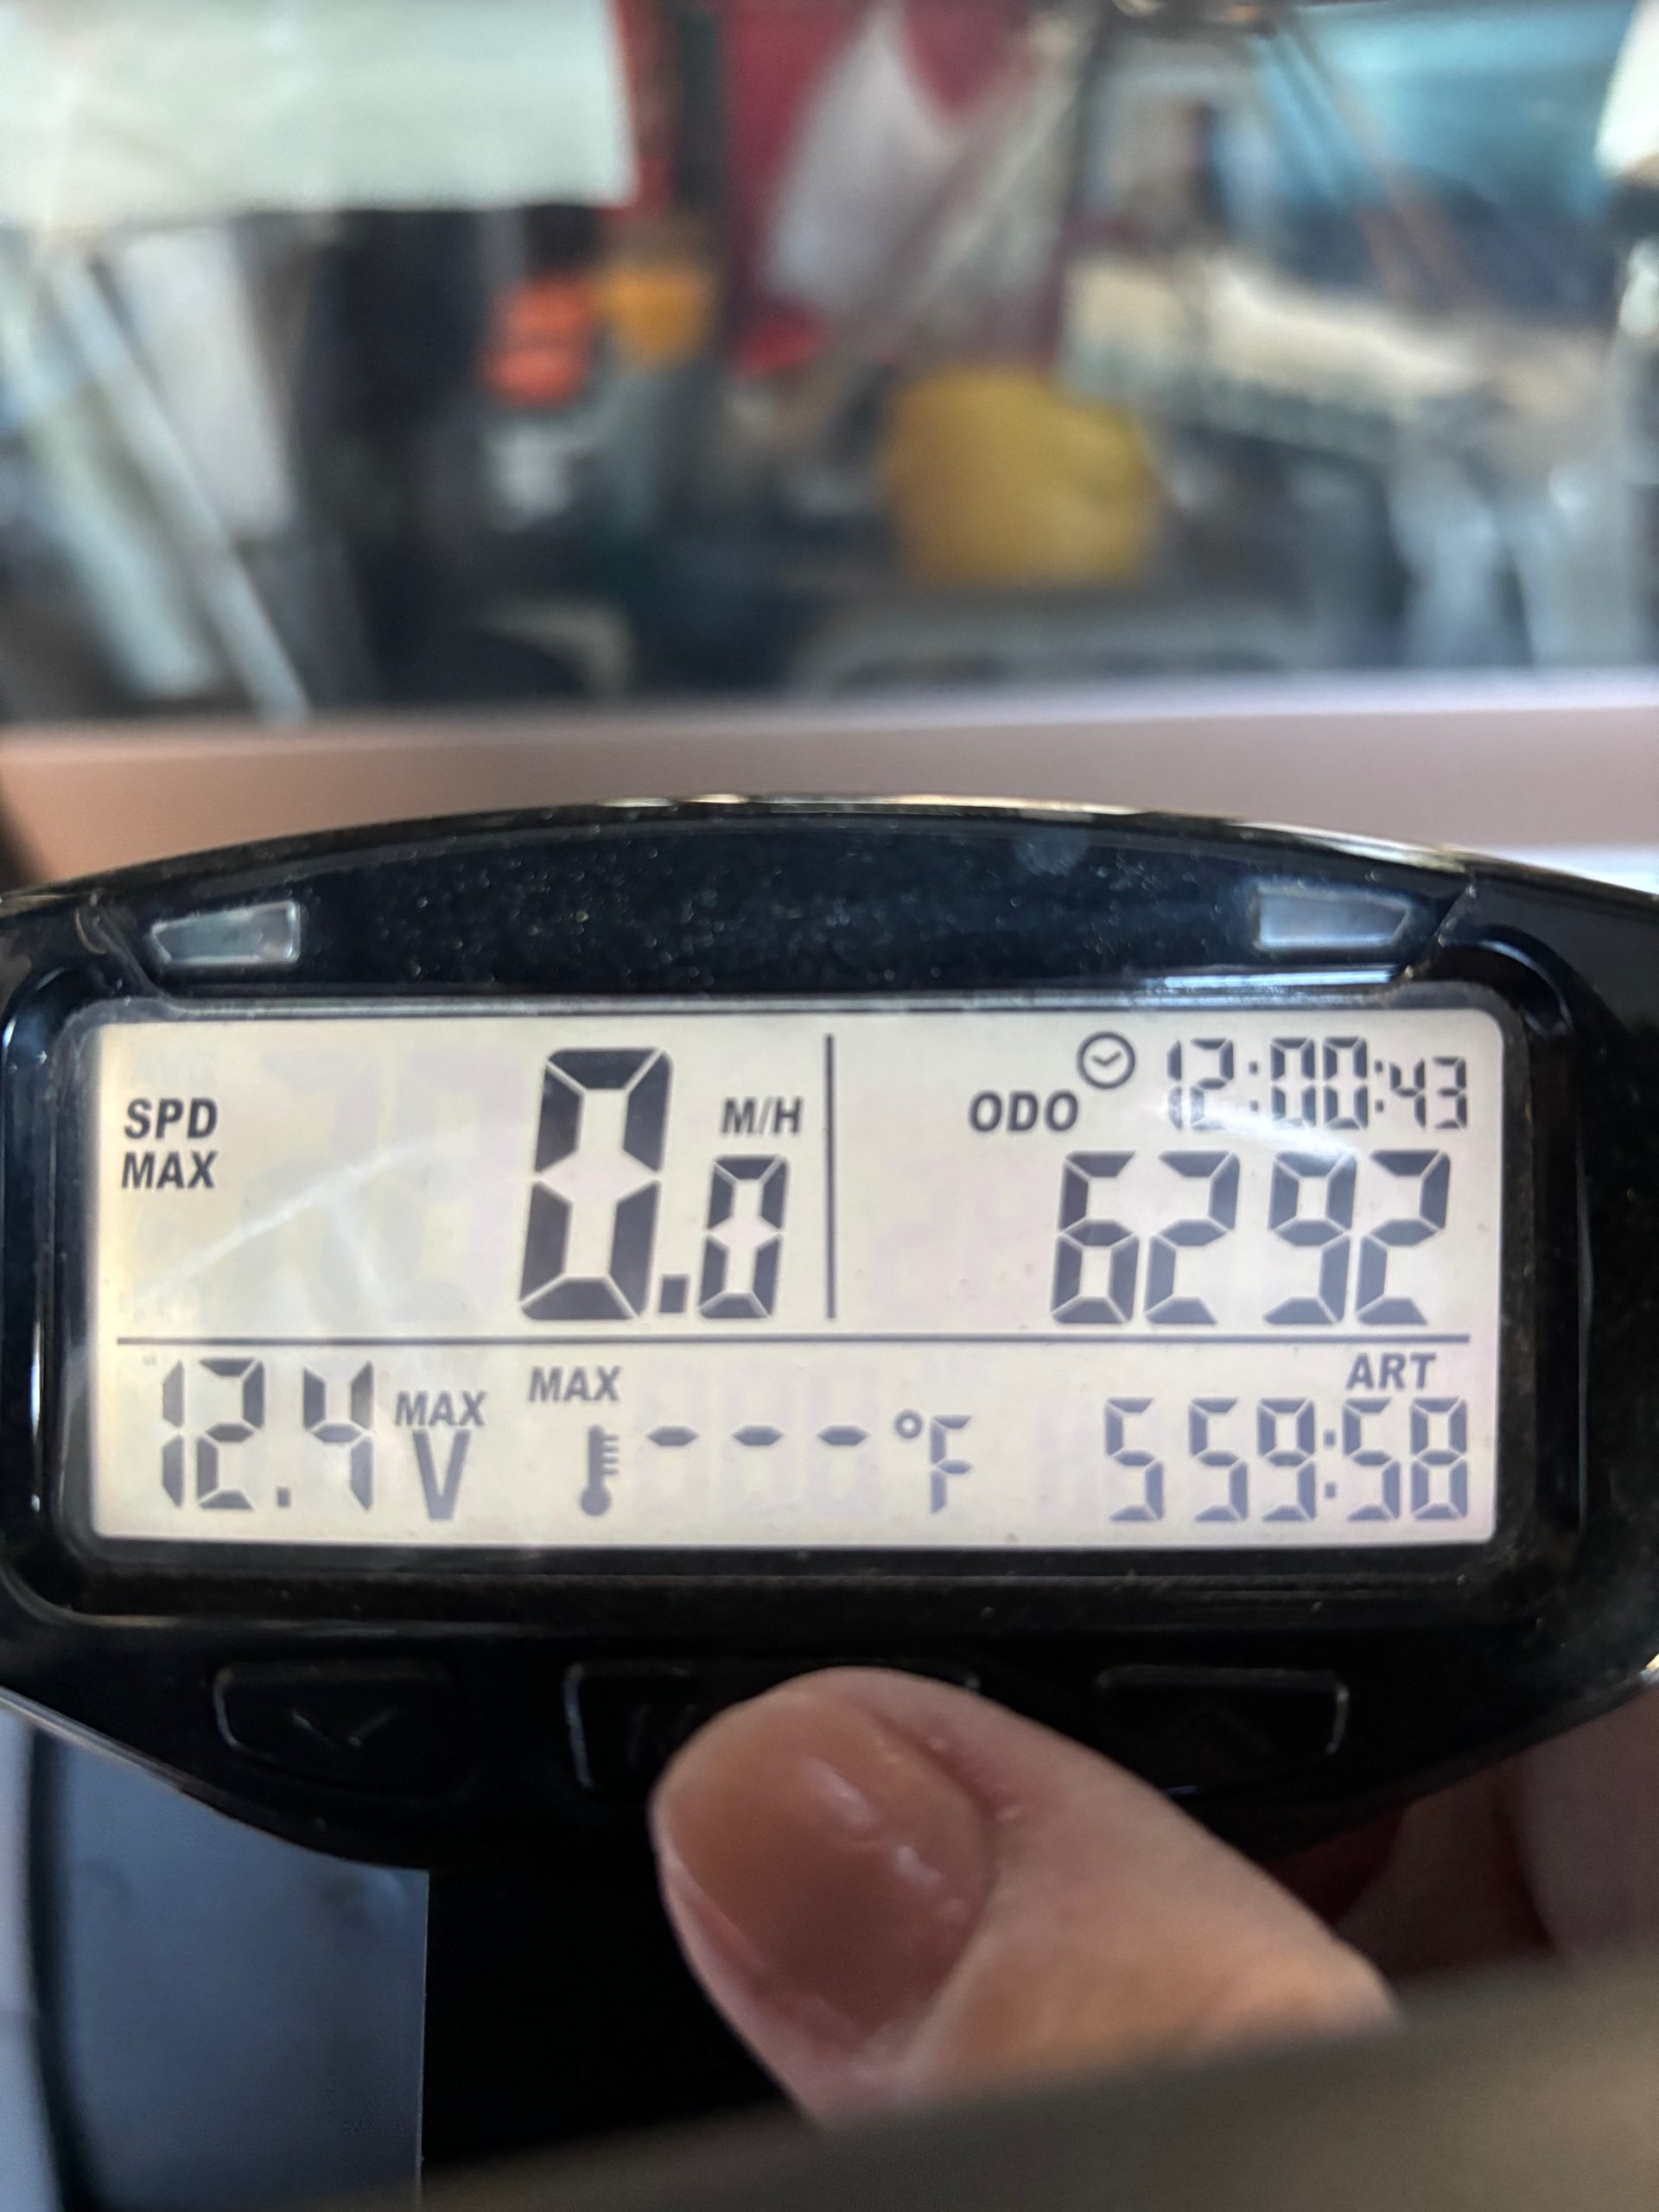 SPD
MAX
0.0 M/H
12:00:43
ODO
6292
12.4 MAX V
MAX --- °F
ART
559:58